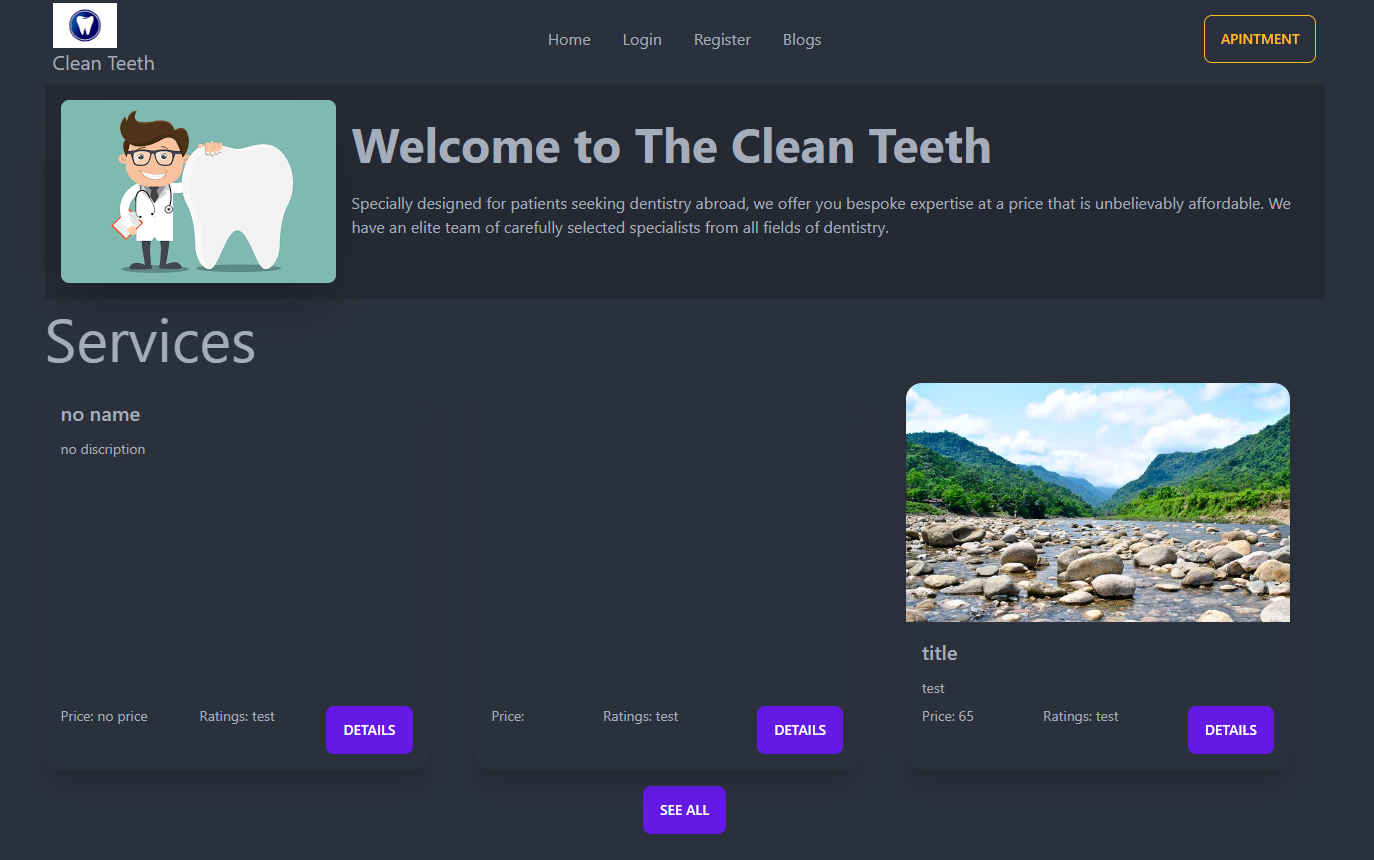 Clean Teeth
Home
Login
Register
Blogs
APINTMENT
Welcome to The Clean Teeth
Specially designed for patients seeking dentistry abroad, we offer you bespoke expertise at a price that is unbelievably affordable. We
have an elite team of carefully selected specialists from all fields of dentistry.
Services
no name
no discription
Price: no price
Ratings: test
DETAILS
Price:
Ratings: test
DETAILS
title
test
Price: 65
Ratings: test
DETAILS
SEE ALL